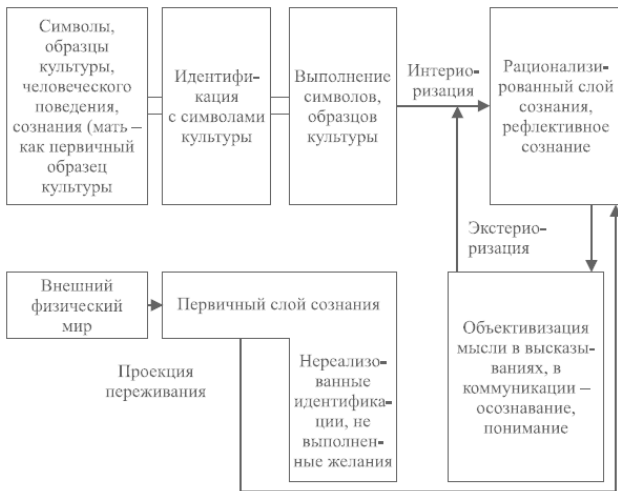 Символы,
образцы
культуры,
человеческого
поведения,
сознания (мать –
как первичный
образец
культуры
Идентифи-
кация
с символами
культуры
Выполнение
символов,
образцов
культуры
Интерио-
ризация
Рационализи-
рованный слой
сознания,
рефлективное
сознание
Экстерио-
ризация
Внешний
физический
мир
Первичный слой сознания
Проекция
переживания
Нереализо-
ванные
идентифика-
ции, не
выполнен-
ные желания
Объективизация
мысли в высказы-
ваниях, в
коммуникации –
осознавание,
понимание